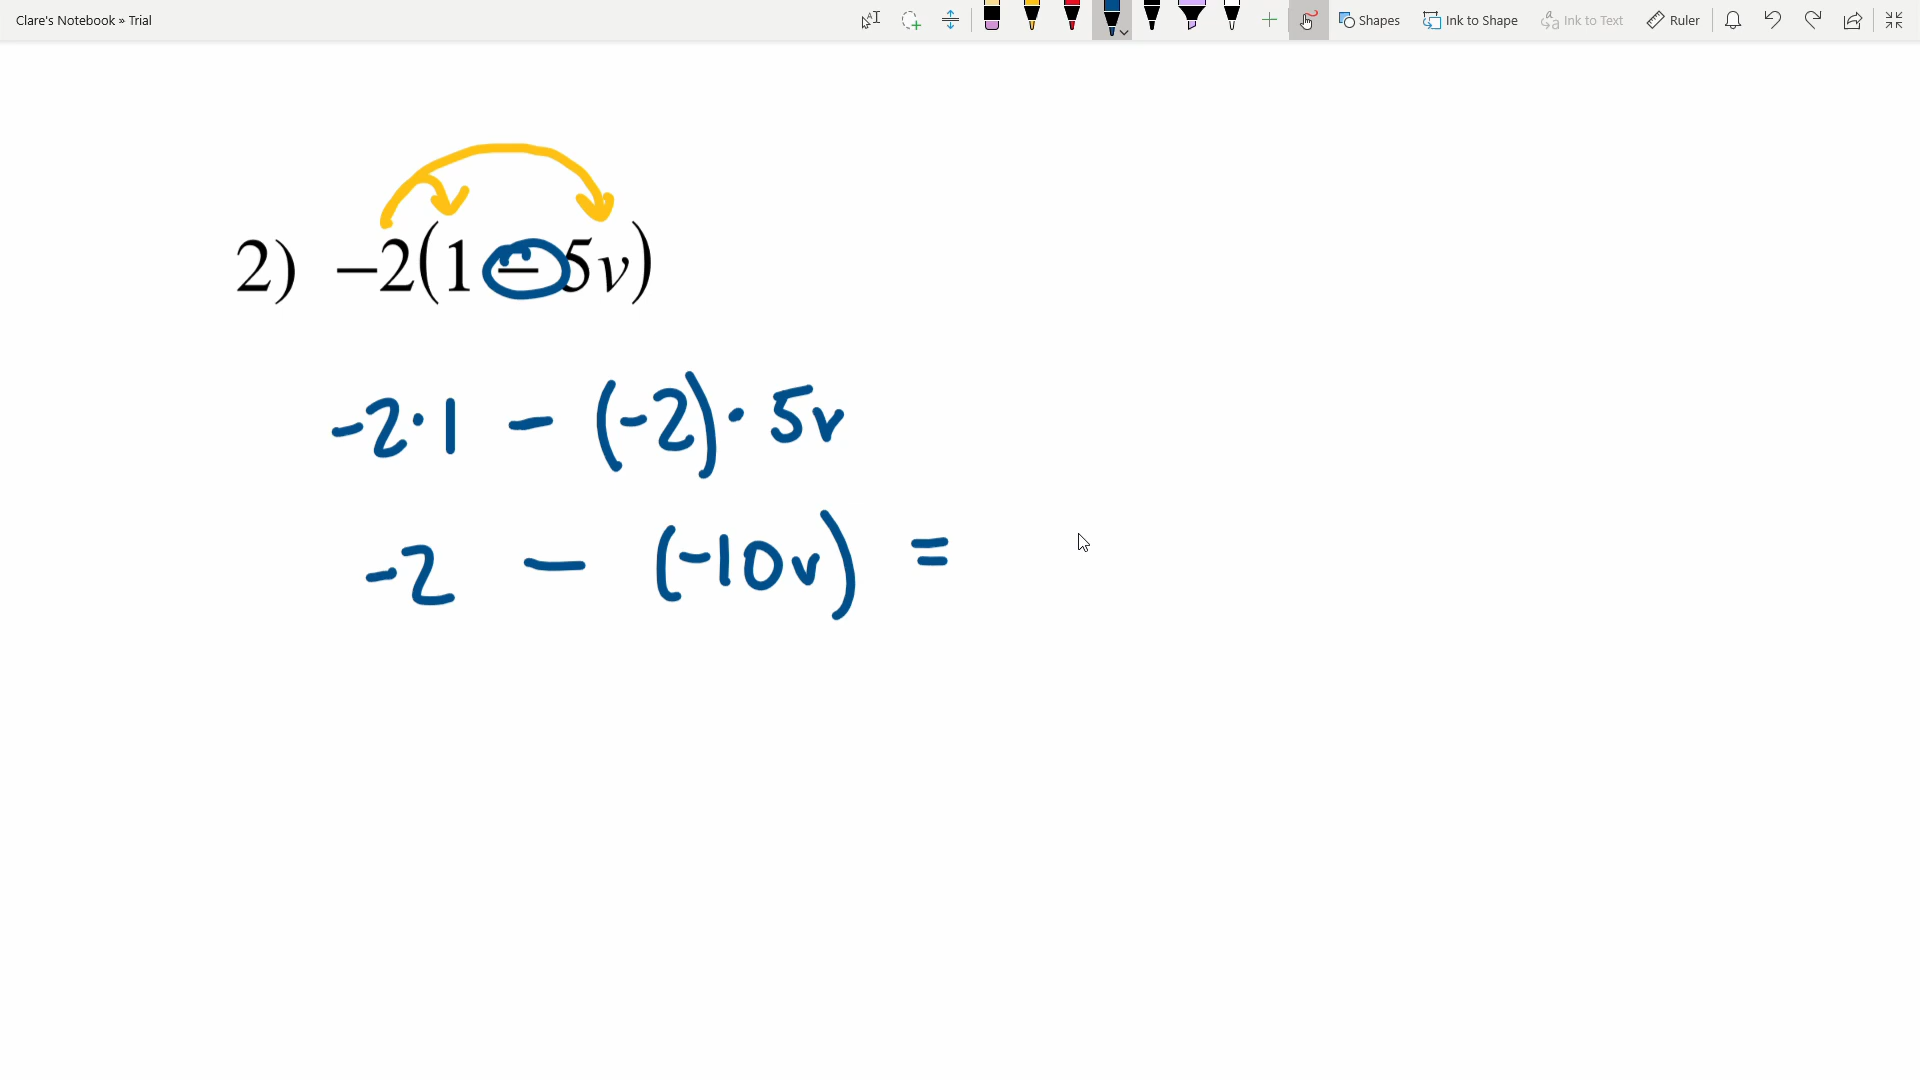 Clare's Notebook » Trial
Shapes
Ink to Shape
Ink to Text
Ruler
2) −2(1 − 5v)
-2·1 - (-2)·5v
-2 - (-10v) =